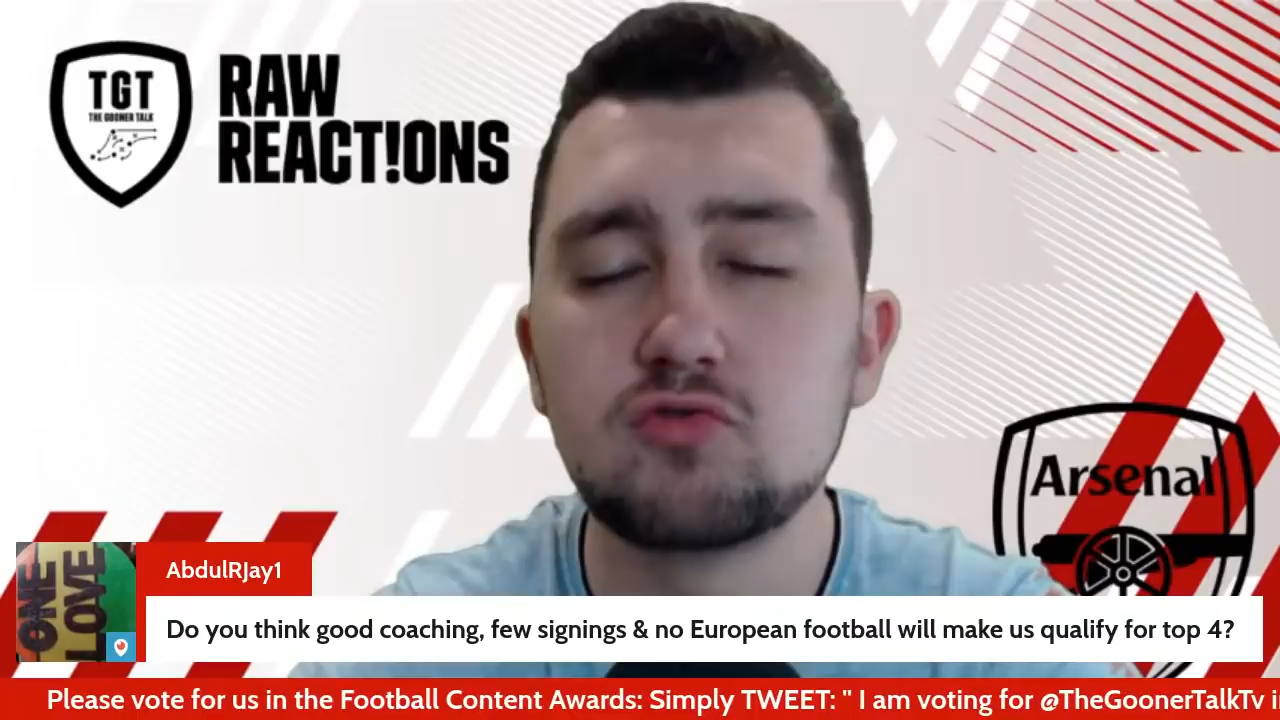 TGT
THE GOONER TALK
RAW
REACT!ONS
Arsenal
ONE
LOVE
AbdulRJay1
Do you think good coaching, few signings & no European football will make us qualify for top 4?
Please vote for us in the Football Content Awards: Simply TWEET: " I am voting for @TheGoonerTalkTv i